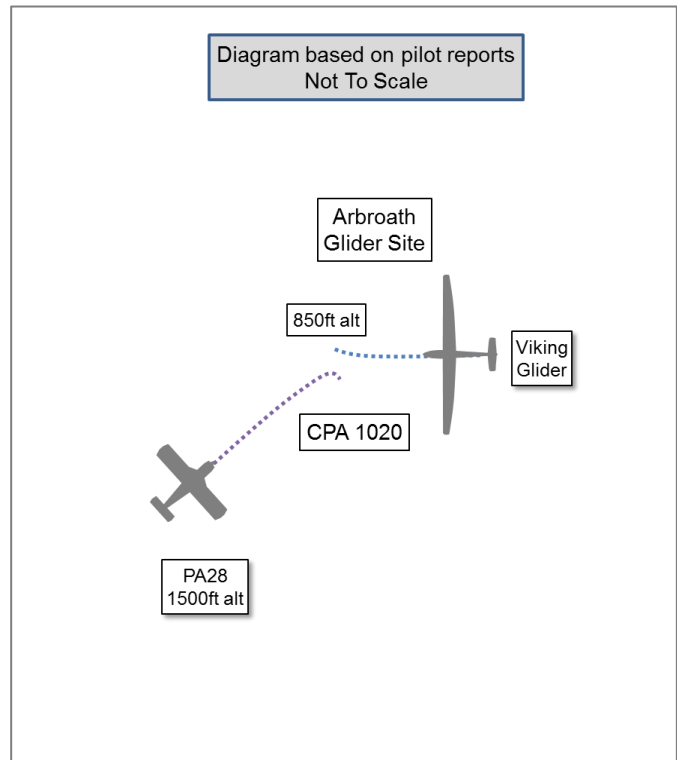 Diagram based on pilot reports
Not To Scale
Arbroath
Glider Site
850ft alt
Viking
Glider
CPA 1020
PA28
1500ft alt